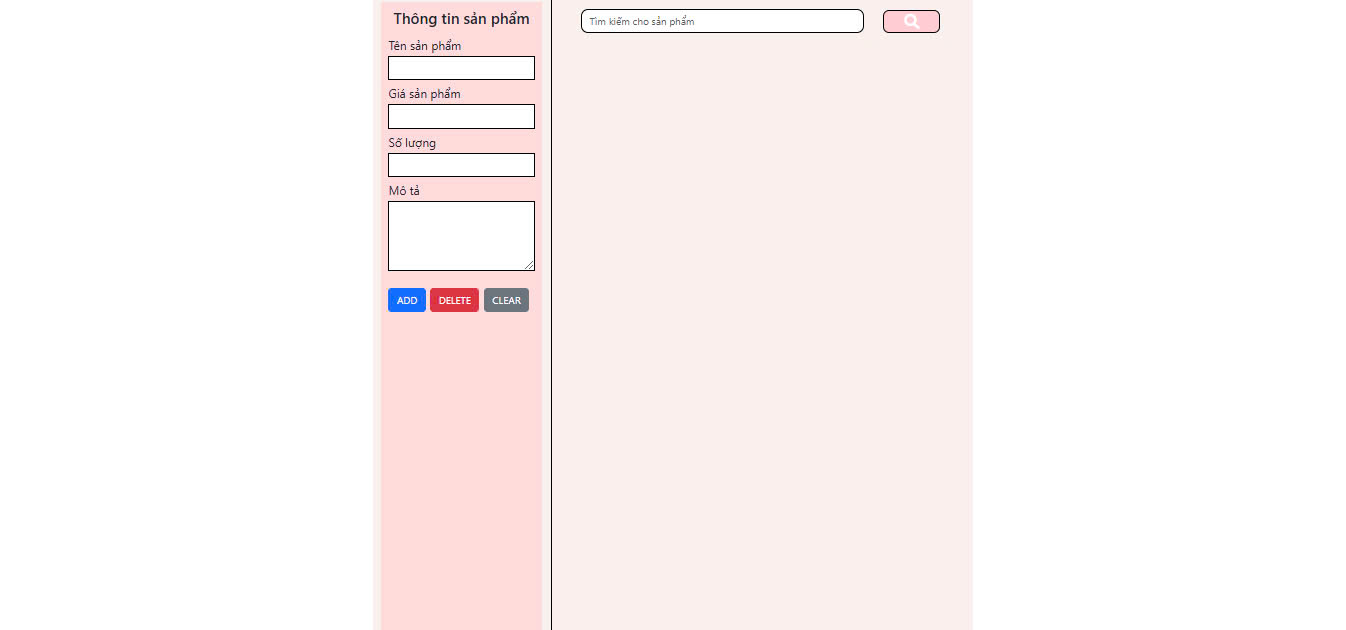 Thông tin sản phẩm
Tên sản phẩm
Giá sản phẩm
Số lượng
Mô tả
ADD DELETE CLEAR
Tìm kiếm cho sản phẩm